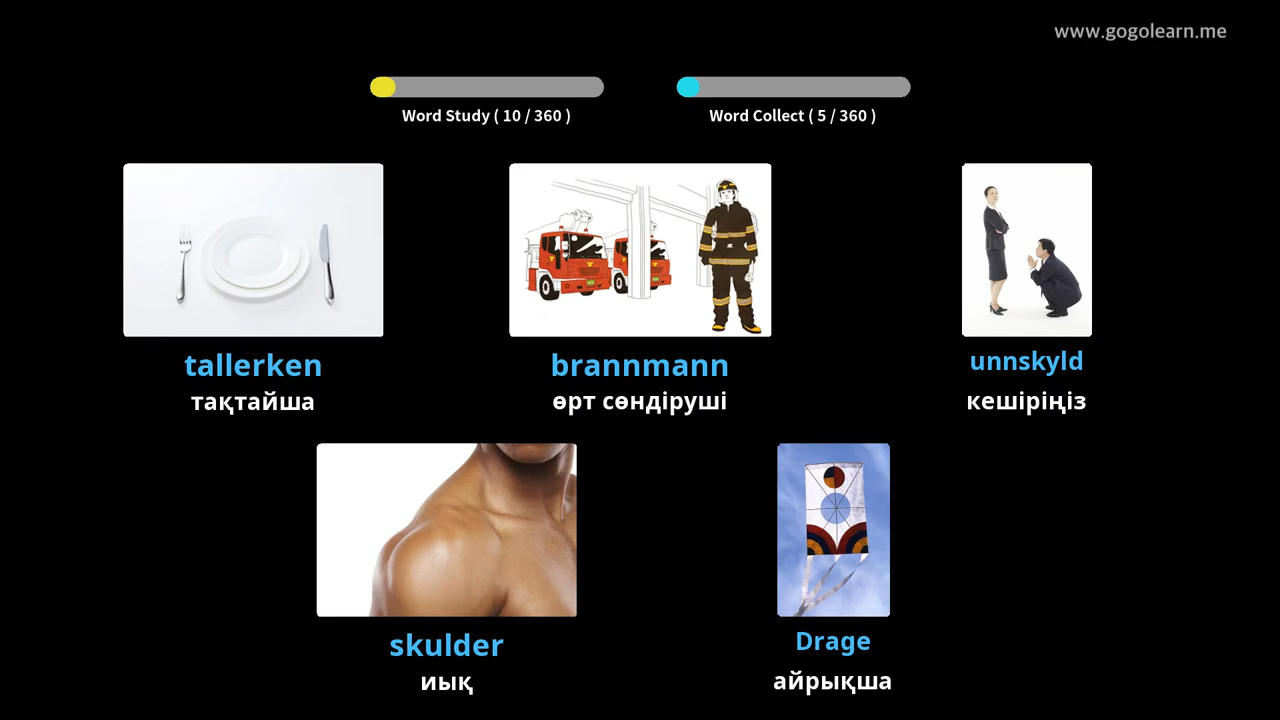 www.gogolearn.me
Word Study ( 10 / 360 )
Word Collect ( 5 / 360 )
tallerken
тақтайша
brannmann
өрт сөндіруші
unnskyld
кешіріңіз
skulder
иық
Drage
айрықша